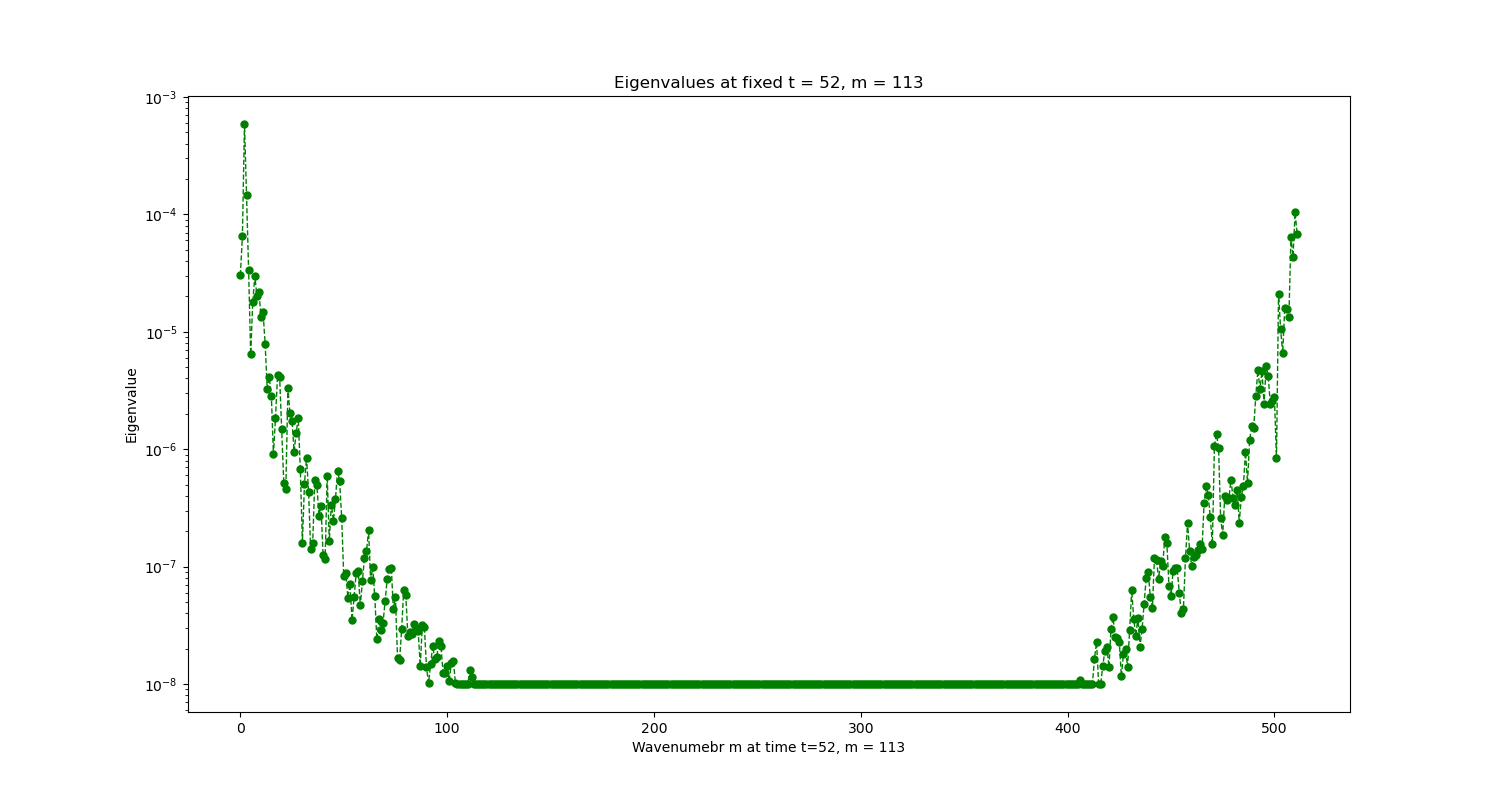 Eigenvalues at fixed t = 52, m = 113
10⁻³
10⁻⁴
10⁻⁵
10⁻⁶
10⁻⁷
10⁻⁸
Eigenvalue
0 100 200 300 400 500
Wavenumebr m at time t=52, m = 113